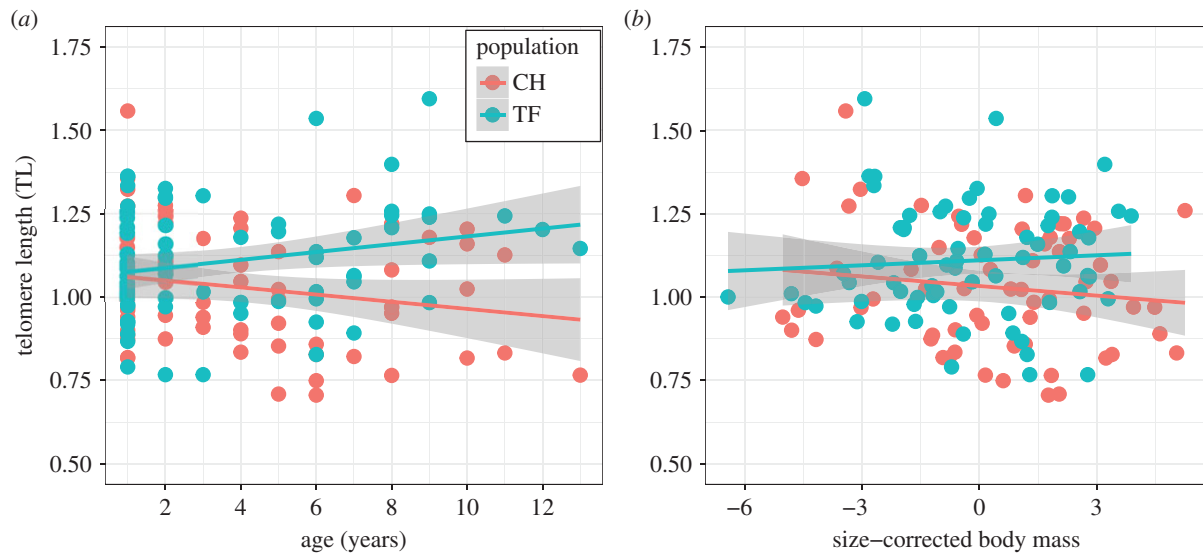 (a)
(b)
telomere length (TL)
1.75
1.50
1.25
1.00
0.75
0.50
population
CH
TF
2
4
6
8
10
12
age (years)
1.75
1.50
1.25
1.00
0.75
0.50
−6
−3
0
3
size−corrected body mass